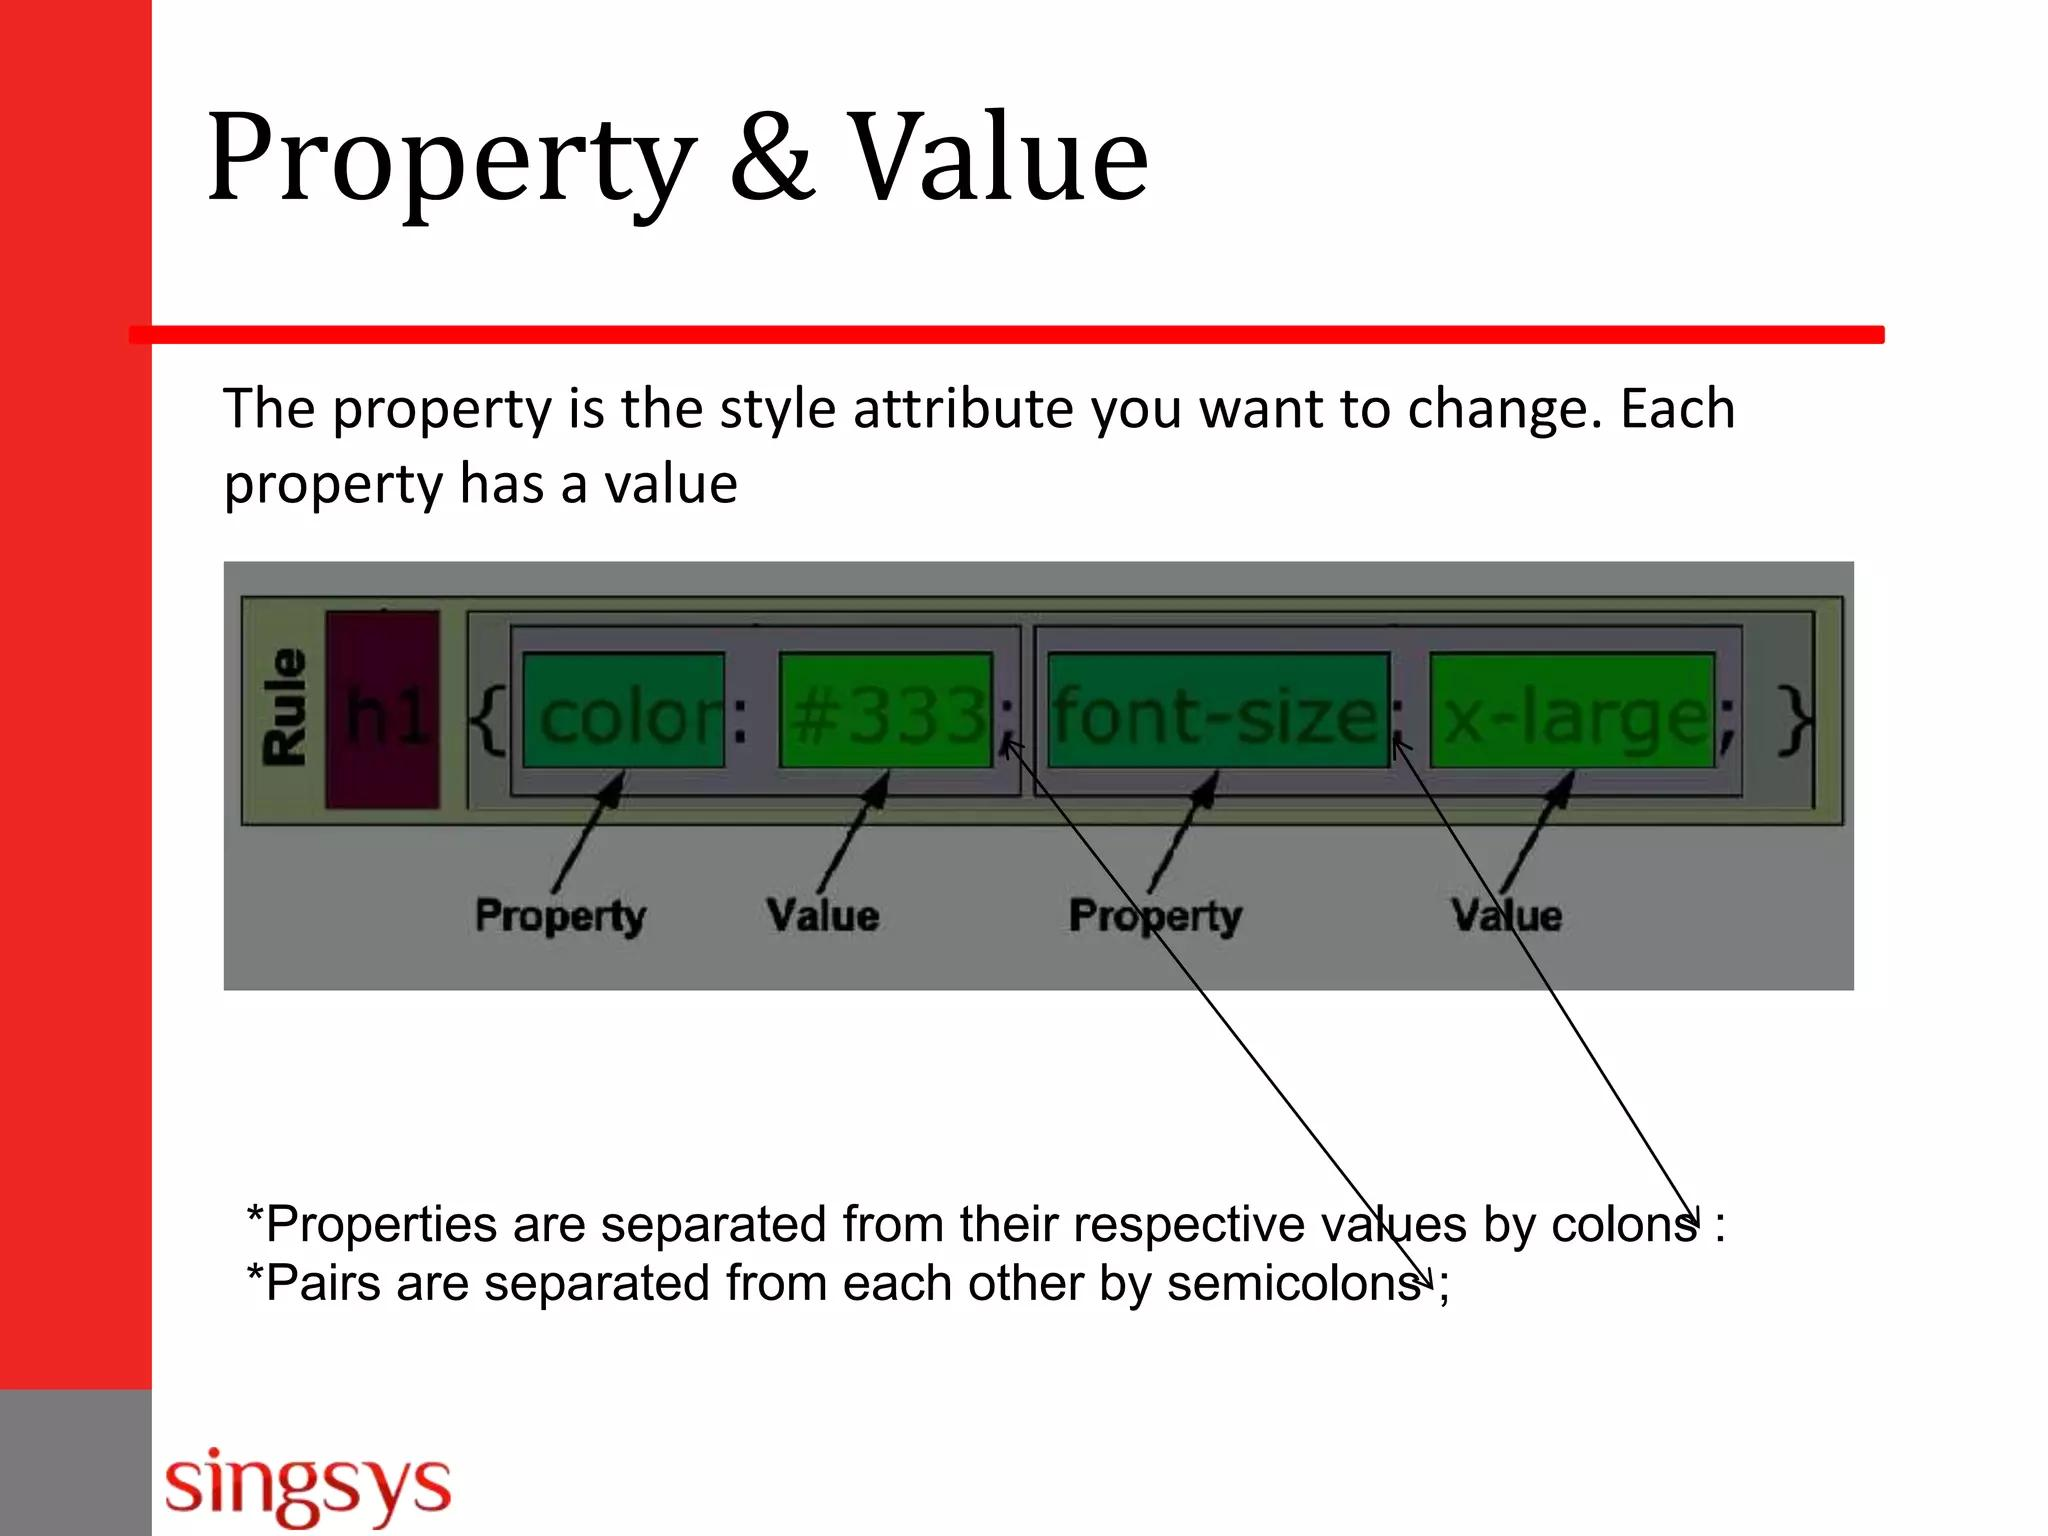 Property & Value
The property is the style attribute you want to change. Each
property has a value
Rule
h1 { color: #333; font-size: x-large; }
Property Value Property Value
*Properties are separated from their respective values by colons :
*Pairs are separated from each other by semicolons ;
singsys